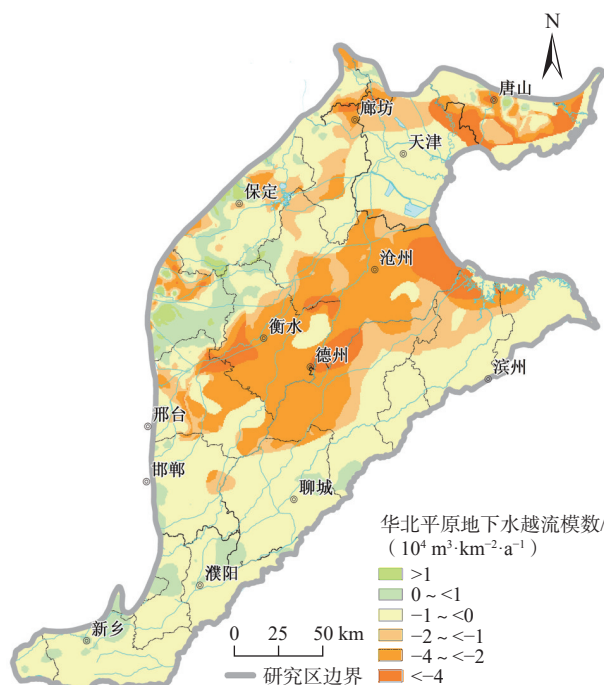 N
唐山
廊坊
天津
保定
沧州
衡水
德州
滨州
邢台
邯郸
聊城
濮阳
新乡
华北平原地下水越流模数/
（10⁴ m³·km⁻²·a⁻¹）
>1
0～<1
−1～<0
−2～<−1
−4～<−2
<−4
0 25 50 km
研究区边界